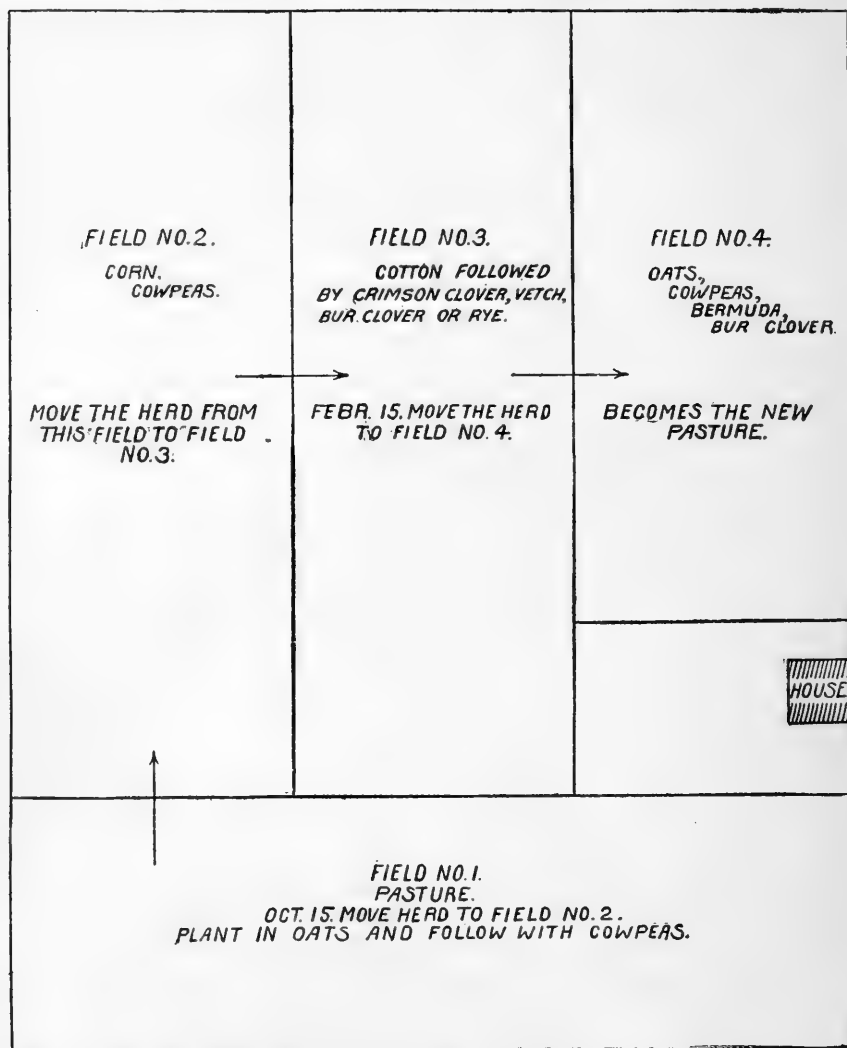 FIELD NO.2.
CORN.
COWPEAS.
MOVE THE HERD FROM
THIS FIELD TO FIELD
NO.3.
FIELD NO.3.
COTTON FOLLOWED
BY CRIMSON CLOVER, VETCH,
BUR. CLOVER OR RYE.
FEBR. 15. MOVE THE HERD
TO FIELD NO. 4.
FIELD NO.4.
OATS,
COWPEAS,
BERMUDA,
BUR CLOVER.
BECOMES THE NEW
PASTURE.
HOUSE
FIELD NO.1.
PASTURE.
OCT. 15. MOVE HERD TO FIELD NO.2.
PLANT IN OATS AND FOLLOW WITH COWPEAS.